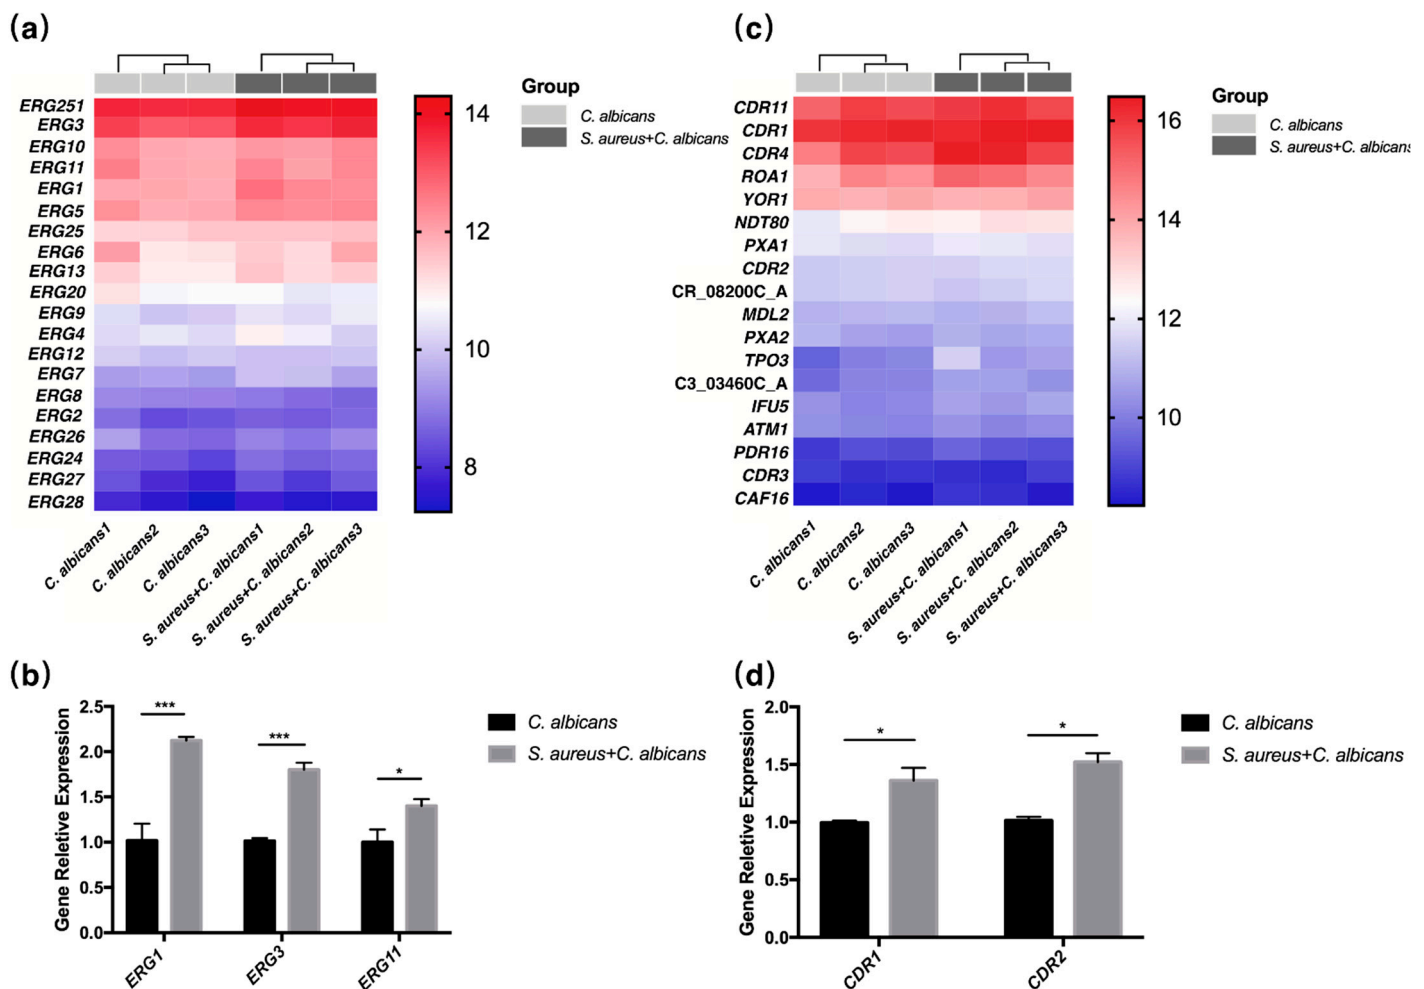 (a)
Group
C. albicans
S. aureus+C. albicans
ERG251
ERG3
ERG10
ERG11
ERG1
ERG5
ERG25
ERG6
ERG13
ERG20
ERG9
ERG4
ERG12
ERG7
ERG8
ERG2
ERG26
ERG24
ERG27
ERG28
14
12
10
8
C. albicans1
C. albicans2
C. albicans3
S. aureus+C. albicans1
S. aureus+C. albicans2
S. aureus+C. albicans3
(c)
Group
C. albicans
S. aureus+C. albicans
CDR11
CDR1
CDR4
ROA1
YOR1
NDT80
PXA1
CDR2
CR_08200C_A
MDL2
PXA2
TPO3
C3_03460C_A
IFU5
ATM1
PDR16
CDR3
CAF16
16
14
12
10
C. albicans1
C. albicans2
C. albicans3
S. aureus+C. albicans1
S. aureus+C. albicans2
S. aureus+C. albicans3
(b)
Gene Reletive Expression
2.5
2.0
1.5
1.0
0.5
0.0
***
***
*
ERG1
ERG3
ERG11
C. albicans
S. aureus+C. albicans
(d)
Gene Reletive Expression
2.0
1.5
1.0
0.5
0.0
*
*
CDR1
CDR2
C. albicans
S. aureus+C. albicans